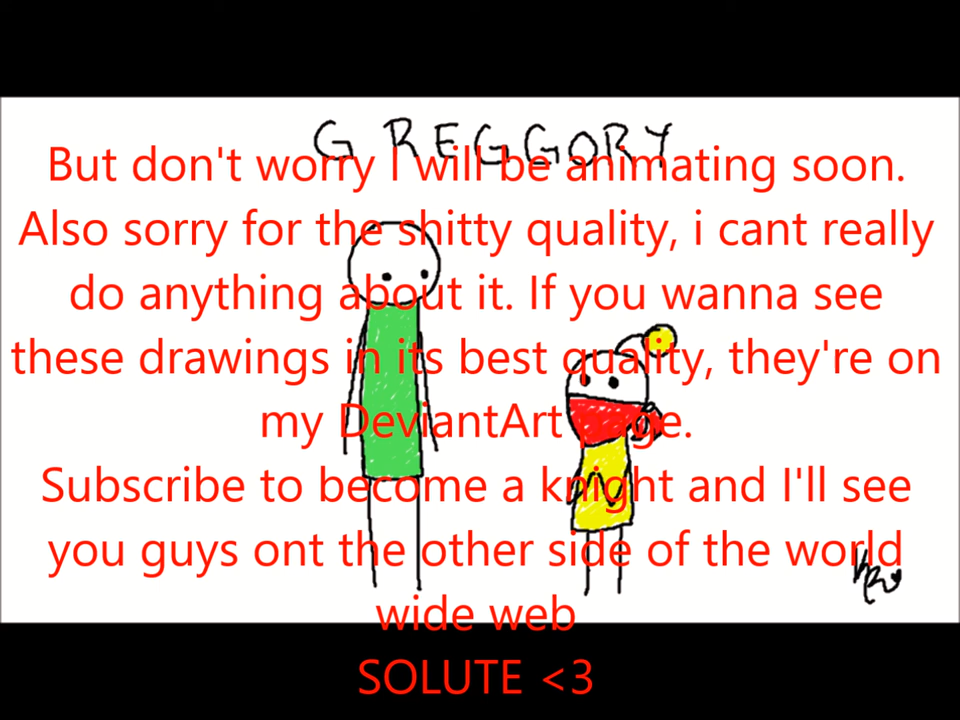 GREGGORY
But don't worry I will be animating soon.
Also sorry for the shitty quality, i cant really
do anything about it. If you wanna see
these drawings in its best quality, they're on
my DeviantArt page.
Subscribe to become a knight and I'll see
you guys ont the other side of the world
wide web
SOLUTE <3